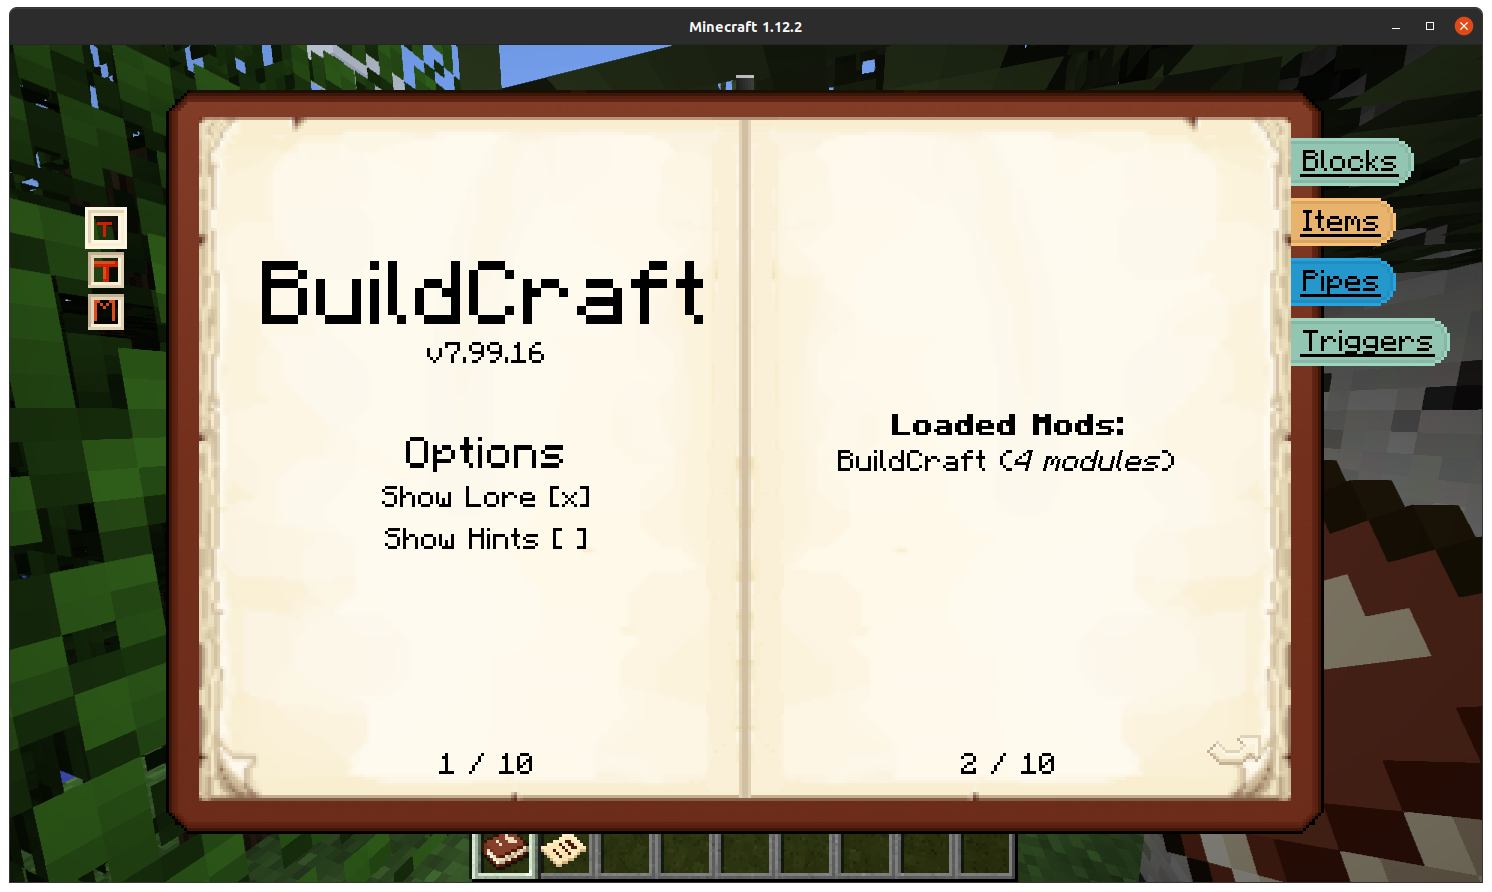 Minecraft 1.12.2
T
T
M
BuildCraft
v7.99.16
Options
Show Lore [x]
Show Hints [ ]
1 / 10
Loaded Mods:
BuildCraft (4 modules)
2 / 10
Blocks
Items
Pipes
Triggers